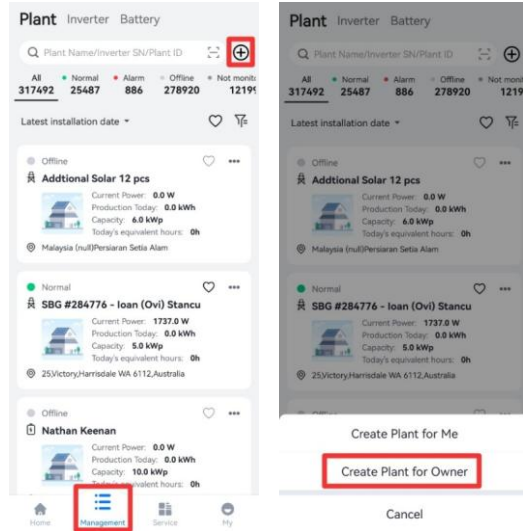 Plant Inverter Battery
Plant Name/Inverter SN/Plant ID
All Normal Alarm Offline Not monito
317492 25487 886 278920 1219
Latest installation date
Offline
Addtional Solar 12 pcs
Current Power: 0.0 W
Production Today: 0.0 kWh
Capacity: 6.0 kWp
Today's equivalent hours: 0h
Malaysia (null)Persiaran Setia Alam
Normal
SBG #284776 - Ioan (Ovi) Stancu
Current Power: 1737.0 W
Production Today: 0.0 kWh
Capacity: 5.0 kWp
Today's equivalent hours: 0h
25,Victory,Harrisdale WA 6112,Australia
Offline
Nathan Keenan
Current Power: 0.0 W
Production Today: 0.0 kWh
Capacity: 10.0 kWp
Today's equivalent hours: 0h
Home Management Service My
Plant Inverter Battery
Plant Name/Inverter SN/Plant ID
All Normal Alarm Offline Not monit
317492 25487 886 278920 1219
Latest installation date
Offline
Addtional Solar 12 pcs
Current Power: 0.0 W
Production Today: 0.0 kWh
Capacity: 6.0 kWp
Today's equivalent hours: 0h
Malaysia (null)Persiaran Setia Alam
Normal
SBG #284776 - Ioan (Ovi) Stancu
Current Power: 1737.0 W
Production Today: 0.0 kWh
Capacity: 5.0 kWp
Today's equivalent hours: 0h
25,Victory,Harrisdale WA 6112,Australia
Create Plant for Me
Create Plant for Owner
Cancel